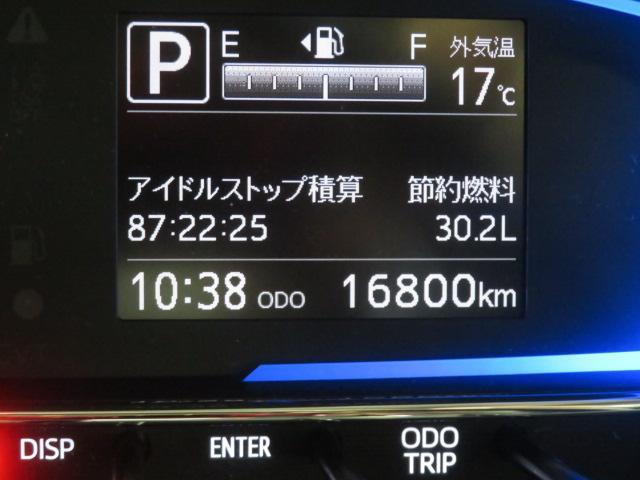 P E F 外気温
17℃
アイドルストップ積算 節約燃料
87:22:25 30.2L
10:38 ODO 16800km
DISP ENTER ODO
TRIP